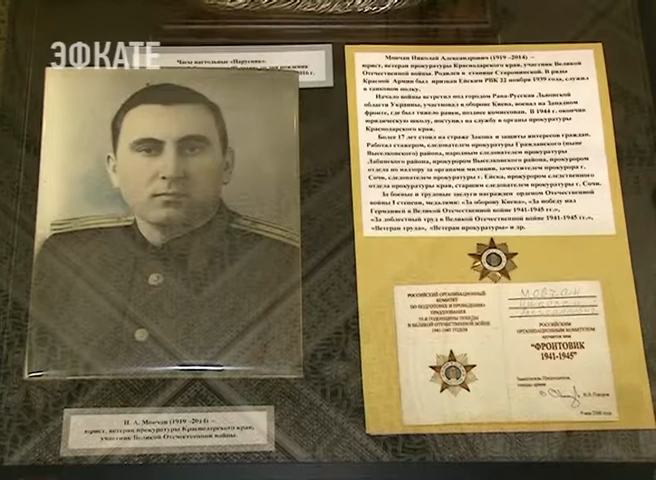 ЭФКАТЕ
Часы настольные «Парусник».
Мовчан Николай Александрович (1919 -2014) –
юрист, ветеран прокуратуры Краснодарского края, участник Великой
Отечественной войны. Родился в станице Староминской. В ряды
Красной Армии был призван Ейским РВК 22 ноября 1939 года, служил
в танковом полку.
Начало войны встретил под городом Рава-Русская Львовской
области Украины, участвовал в обороне Киева, воевал на Западном
фронте, где был тяжело ранен, позднее комиссован. В 1944 г. окончил
юридическую школу, поступил на службу в органы прокуратуры
Краснодарского края.
Более 17 лет стоял на страже Закона и защиты интересов граждан.
Работал стажером, следователем прокуратуры Гражданского (ныне
Выселковского) района, народным следователем прокуратуры
Лабинского района, прокурором Выселковского района, прокурором
отдела по надзору за органами милиции, заместителем прокурора г.
Сочи, следователем прокуратуры г. Ейска, прокурором следственного
отдела прокуратуры края, старшим следователем прокуратуры г. Сочи.
За боевые и трудовые заслуги награжден орденом Отечественной
войны I степени, медалями: «За оборону Киева», «За победу над
Германией в Великой Отечественной войне 1941-1945 гг.»,
«За доблестный труд в Великой Отечественной войне 1941-1945 гг.»,
«Ветеран труда», «Ветеран прокуратуры» и др.
РОССИЙСКИЙ ОРГАНИЗАЦИОННЫЙ
КОМИТЕТ
ПО ПОДГОТОВКЕ И ПРОВЕДЕНИЮ
ПРАЗДНОВАНИЯ
55-Й ГОДОВЩИНЫ ПОБЕДЫ
В ВЕЛИКОЙ ОТЕЧЕСТВЕННОЙ ВОЙНЕ
1941-1945 ГОДОВ
МОВЧАН
РОССИЙСКИМ
ОРГАНИЗАЦИОННЫМ КОМИТЕТОМ
вручается знак
"ФРОНТОВИК
1941-1945"
Н. А. Мовчан (1919 -2014) –
юрист, ветеран прокуратуры Краснодарского края,
участник Великой Отечественной войны.
ЭФКАТЕ